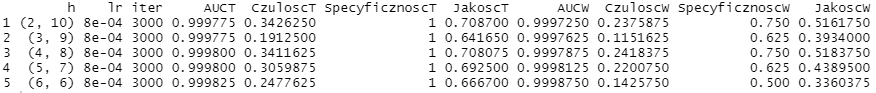 h lr iter AUCT CzuloscT SpecyficznoscT JakoscT AUCW CzuloscW SpecyficznoscW JakoscW
1 (2, 10) 8e-04 3000 0.999775 0.3426250 1 0.708700 0.9997250 0.2375875 0.750 0.5161750
2 (3, 9) 8e-04 3000 0.999775 0.1912500 1 0.641650 0.9997625 0.1151625 0.625 0.3934000
3 (4, 8) 8e-04 3000 0.999800 0.3411625 1 0.708075 0.9997875 0.2418375 0.750 0.5183750
4 (5, 7) 8e-04 3000 0.999800 0.3059875 1 0.692500 0.9998125 0.2200750 0.625 0.4389500
5 (6, 6) 8e-04 3000 0.999825 0.2477625 1 0.666700 0.9998750 0.1425750 0.500 0.3360375